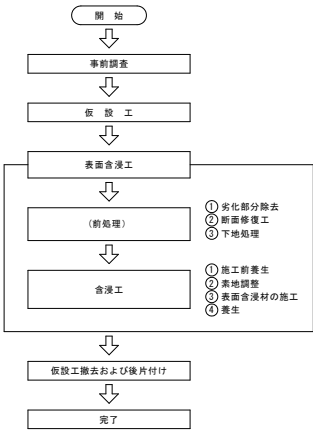 開 始
事前調査
仮 設 工
表面含浸工
(前処理)
① 劣化部分除去
② 断面修復工
③ 下地処理
含浸工
① 施工前養生
② 素地調整
③ 表面含浸材の施工
④ 養生
仮設工撤去および後片付け
完了